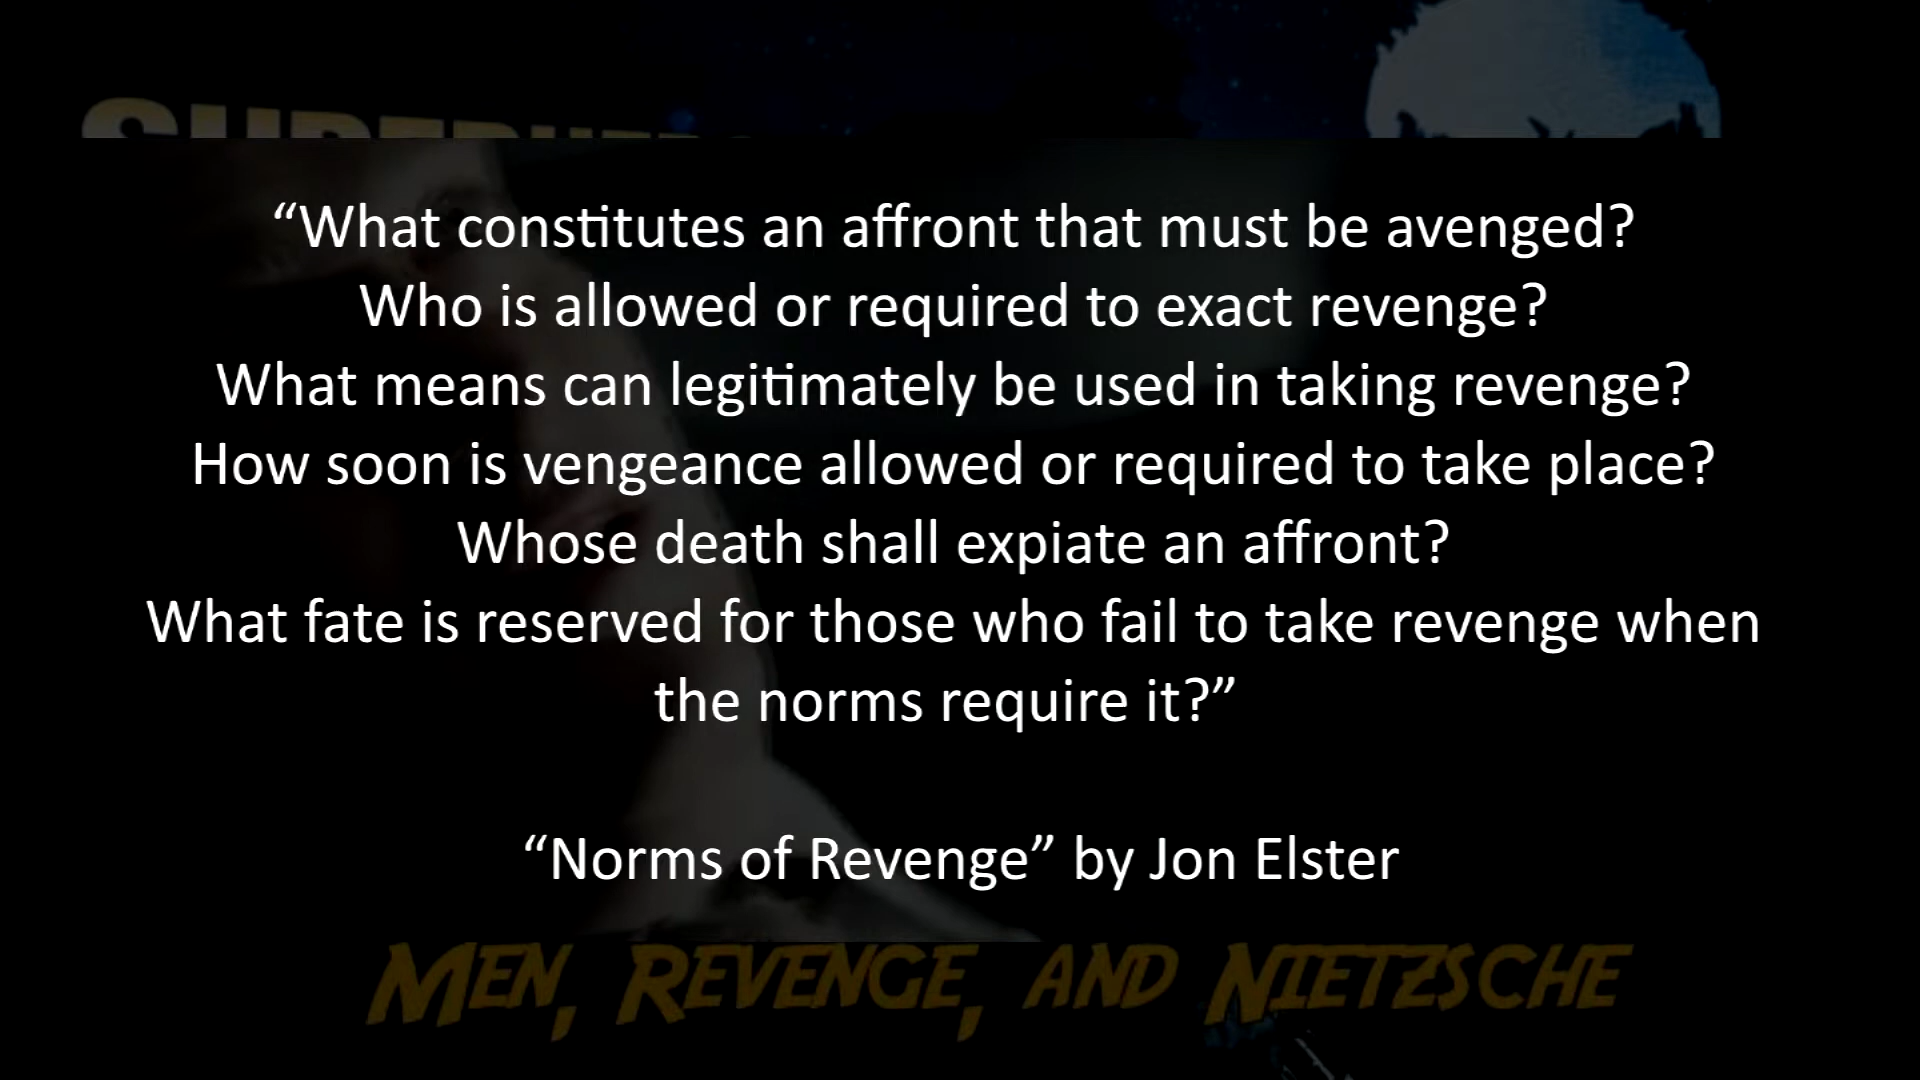 “What constitutes an affront that must be avenged?
Who is allowed or required to exact revenge?
What means can legitimately be used in taking revenge?
How soon is vengeance allowed or required to take place?
Whose death shall expiate an affront?
What fate is reserved for those who fail to take revenge when
the norms require it?”
“Norms of Revenge” by Jon Elster
Men, Revenge, and Nietzsche